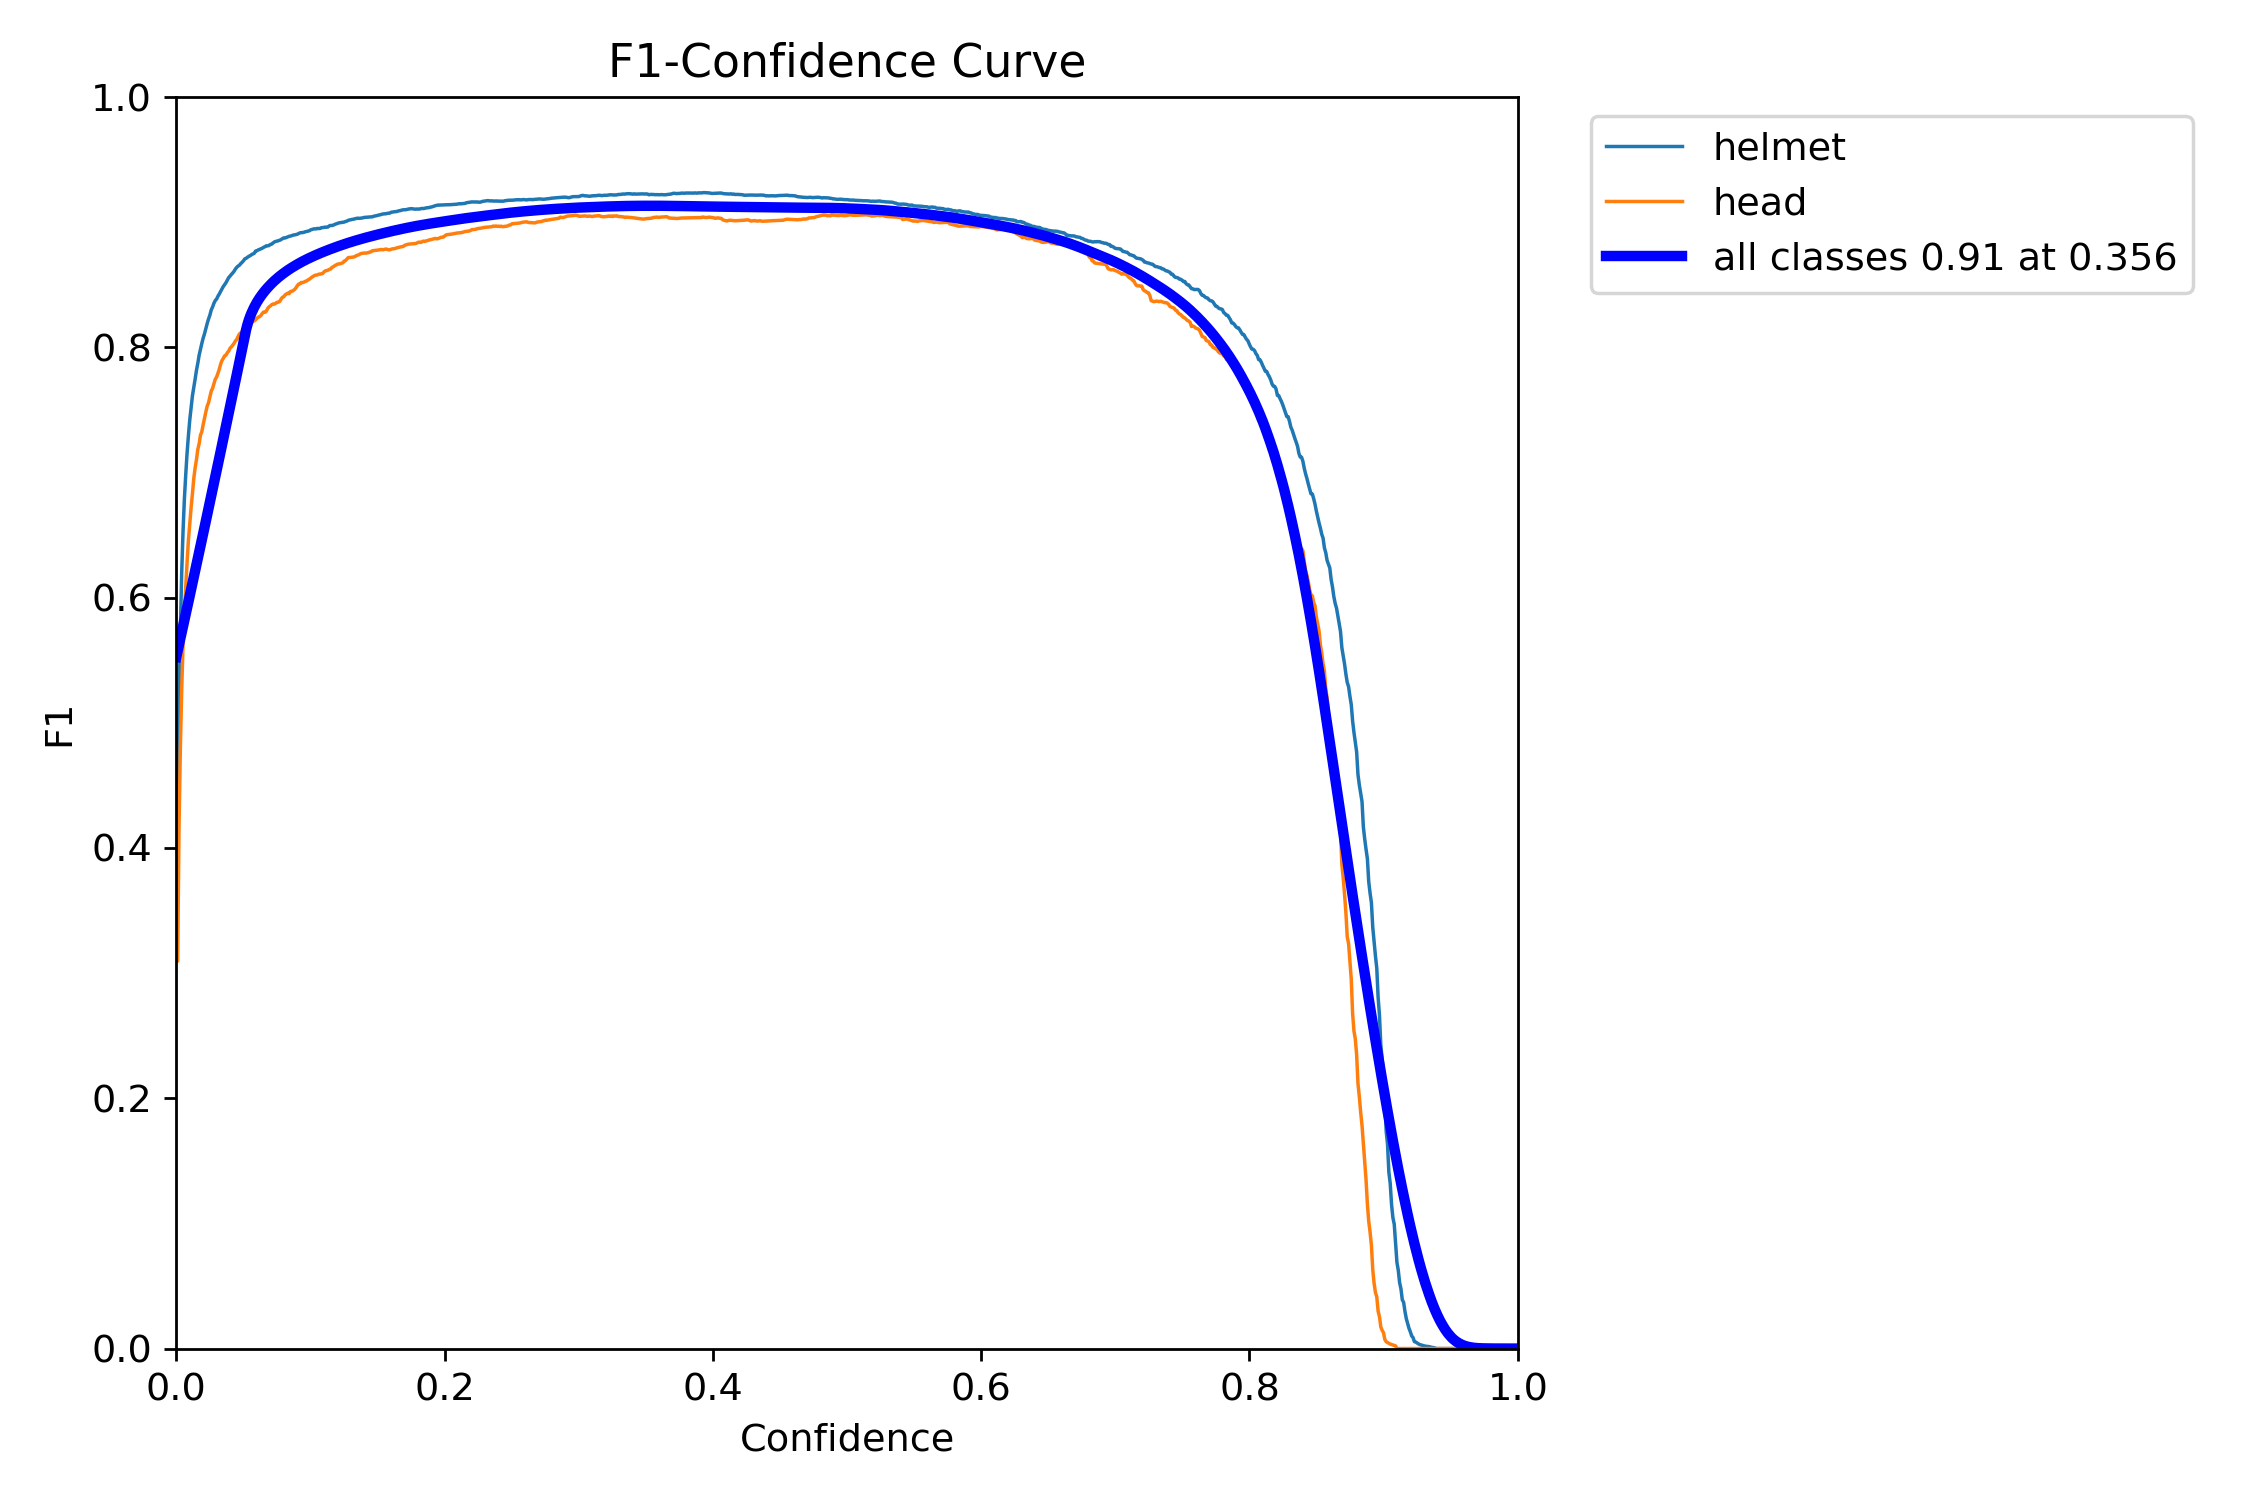 F1-Confidence Curve
helmet
head
all classes 0.91 at 0.356
1.0
0.8
0.6
0.4
0.2
0.0
F1
0.0 0.2 0.4 0.6 0.8 1.0
Confidence